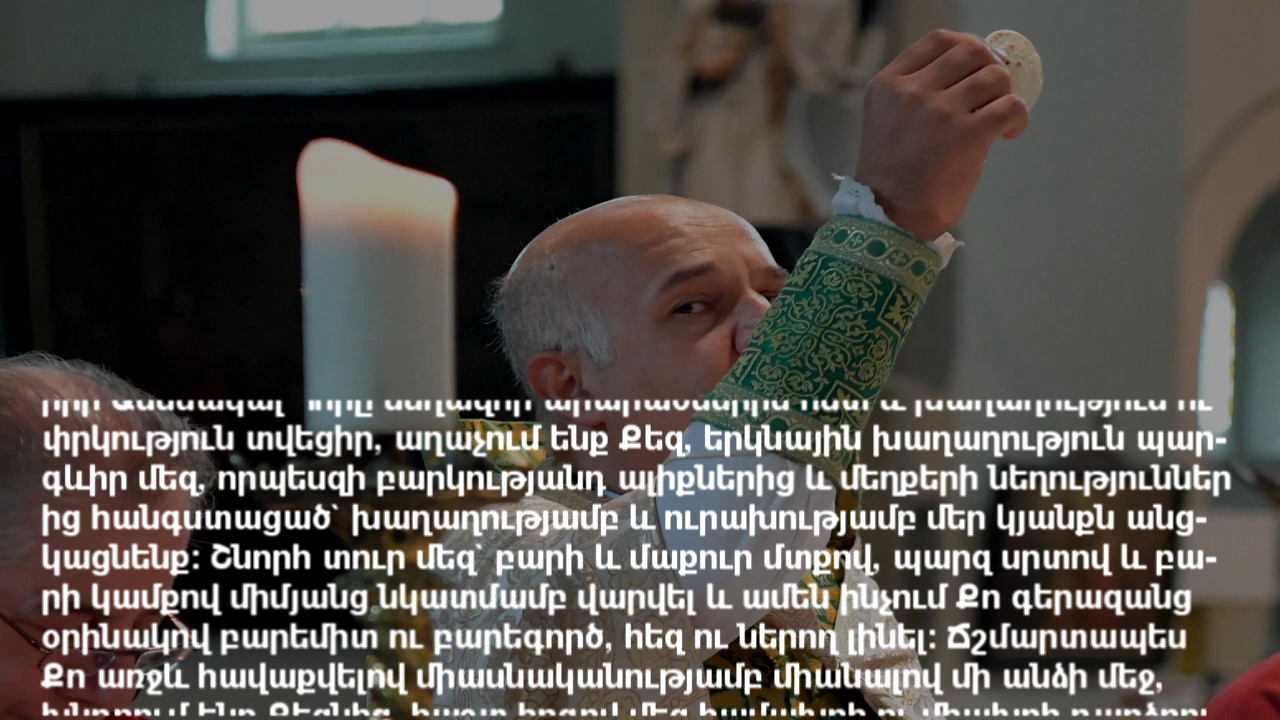 փրկություն տվեցիր, աղաչում ենք Քեզ, երկնային խաղաղություն պար-
գևիր մեզ, որպեսզի բարկությանդ ալիքներից և մեղքերի նեղություններ
ից հանգստացած՝ խաղաղությամբ և ուրախությամբ մեր կյանքն անց-
կացնենք։ Շնորհ տուր մեզ՝ բարի և մաքուր մտքով, պարզ սրտով և բա-
րի կամքով միմյանց նկատմամբ վարվել և ամեն ինչում Քո գերազանց
օրինակով բարեմիտ ու բարեգործ, հեզ ու ներող լինել։ Ճշմարտապես
Քո առջև հավաքվելով միասնականությամբ միանալով մի անձի մեջ,